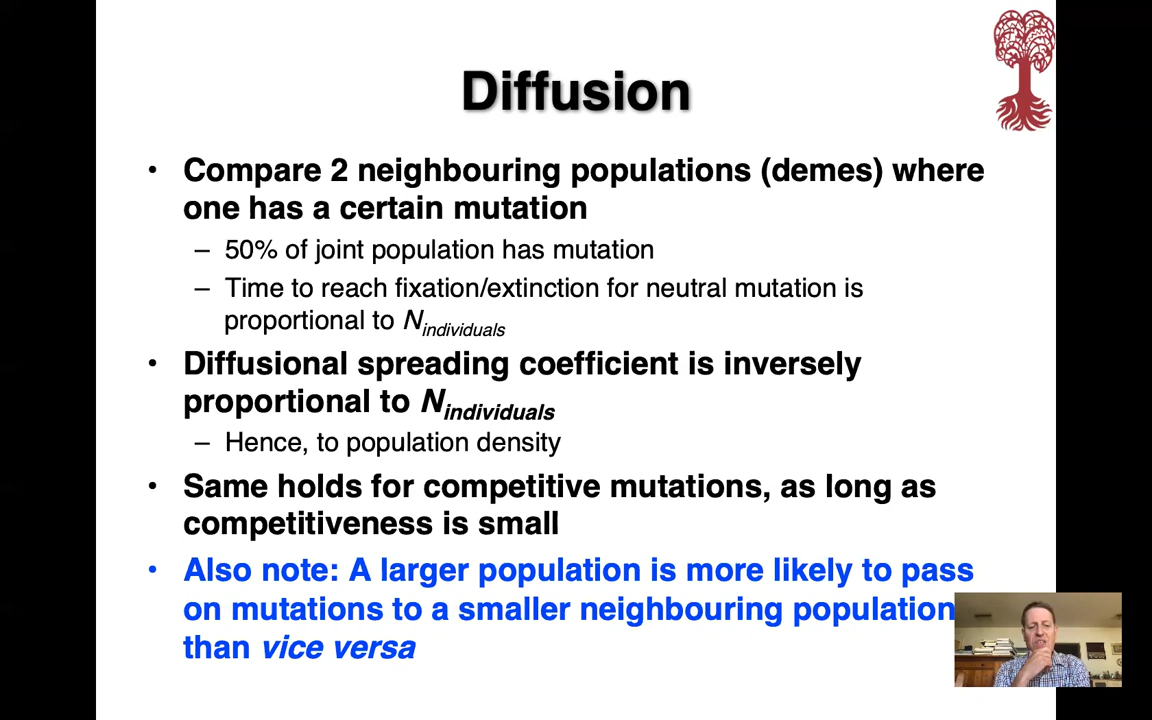 Diffusion
• Compare 2 neighbouring populations (demes) where
one has a certain mutation
– 50% of joint population has mutation
– Time to reach fixation/extinction for neutral mutation is
proportional to Nindividuals
• Diffusional spreading coefficient is inversely
proportional to Nindividuals
– Hence, to population density
• Same holds for competitive mutations, as long as
competitiveness is small
• Also note: A larger population is more likely to pass
on mutations to a smaller neighbouring population
than vice versa